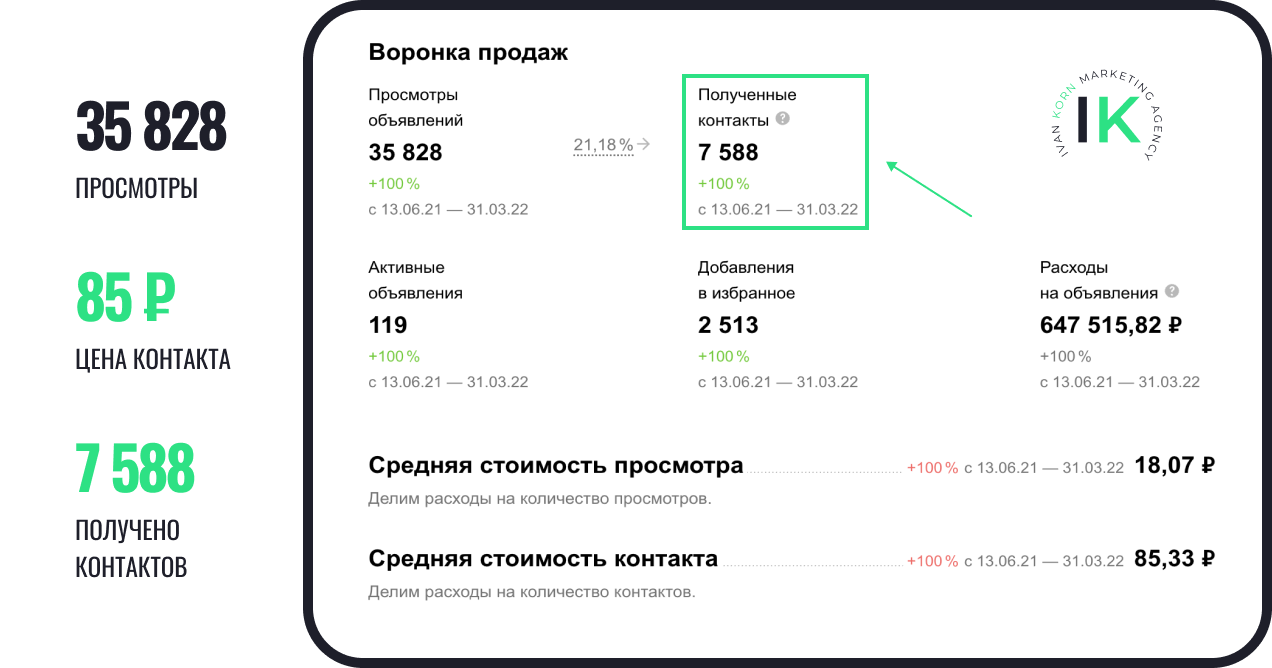 35 828
ПРОСМОТРЫ
85 ₽
ЦЕНА КОНТАКТА
7 588
ПОЛУЧЕНО
КОНТАКТОВ
Воронка продаж
Просмотры
объявлений
35 828
+100 %
с 13.06.21 — 31.03.22
21,18 % →
Полученные
контакты ?
7 588
+100 %
с 13.06.21 — 31.03.22
IVAN KORN MARKETING AGENCY
IK
Активные
объявления
119
+100 %
с 13.06.21 — 31.03.22
Добавления
в избранное
2 513
+100 %
с 13.06.21 — 31.03.22
Расходы
на объявления ?
647 515,82 ₽
+100 %
с 13.06.21 — 31.03.22
Средняя стоимость просмотра +100 % с 13.06.21 — 31.03.22 18,07 ₽
Делим расходы на количество просмотров.
Средняя стоимость контакта +100 % с 13.06.21 — 31.03.22 85,33 ₽
Делим расходы на количество контактов.